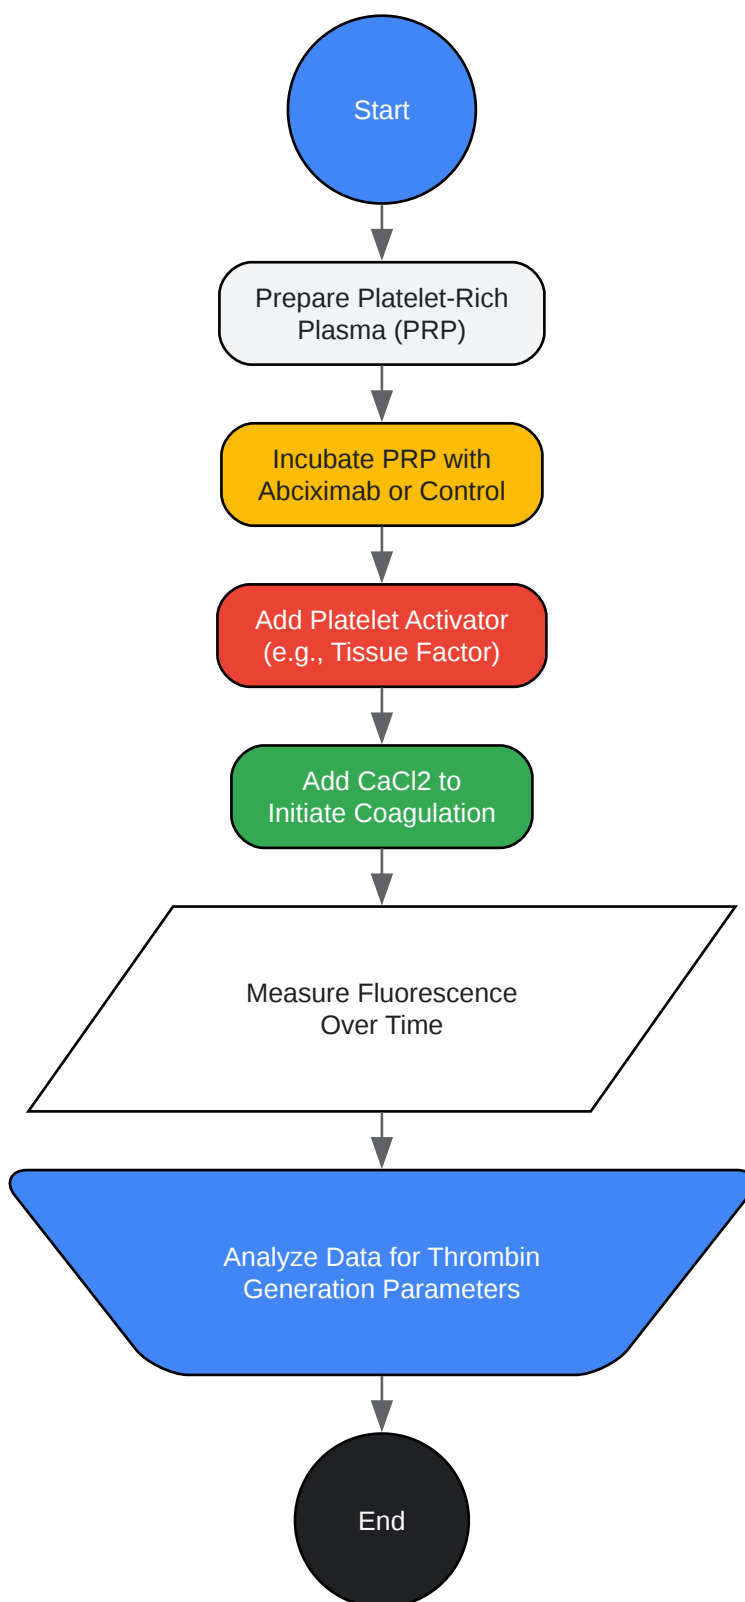 Start
Prepare Platelet-Rich
Plasma (PRP)
Incubate PRP with
Abciximab or Control
Add Platelet Activator
(e.g., Tissue Factor)
Add CaCl2 to
Initiate Coagulation
Measure Fluorescence
Over Time
Analyze Data for Thrombin
Generation Parameters
End